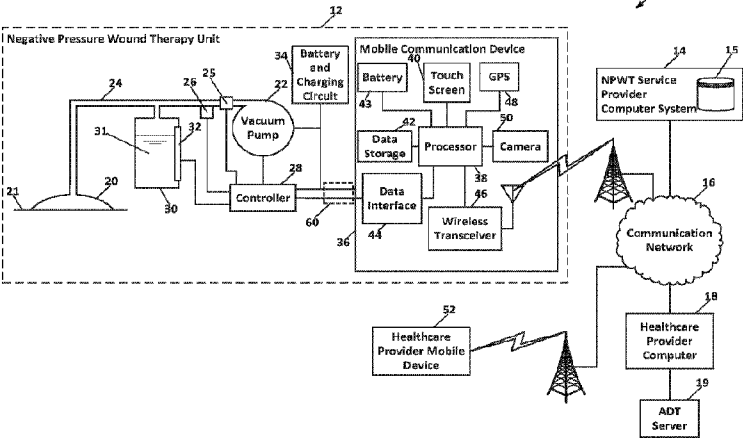 12
Negative Pressure Wound Therapy Unit
34
Battery
and
Charging
Circuit
24
26
25
22
Vacuum
Pump
31
32
28
Controller
21
20
30
60
Mobile Communication Device
Battery
43
40
Touch
Screen
GPS
48
42
Data
Storage
Processor
50
Camera
38
46
Data
Interface
44
36
Wireless
Transceiver
14
15
NPWT Service
Provider
Computer System
16
Communication
Network
18
Healthcare
Provider
Computer
19
ADT
Server
52
Healthcare
Provider Mobile
Device